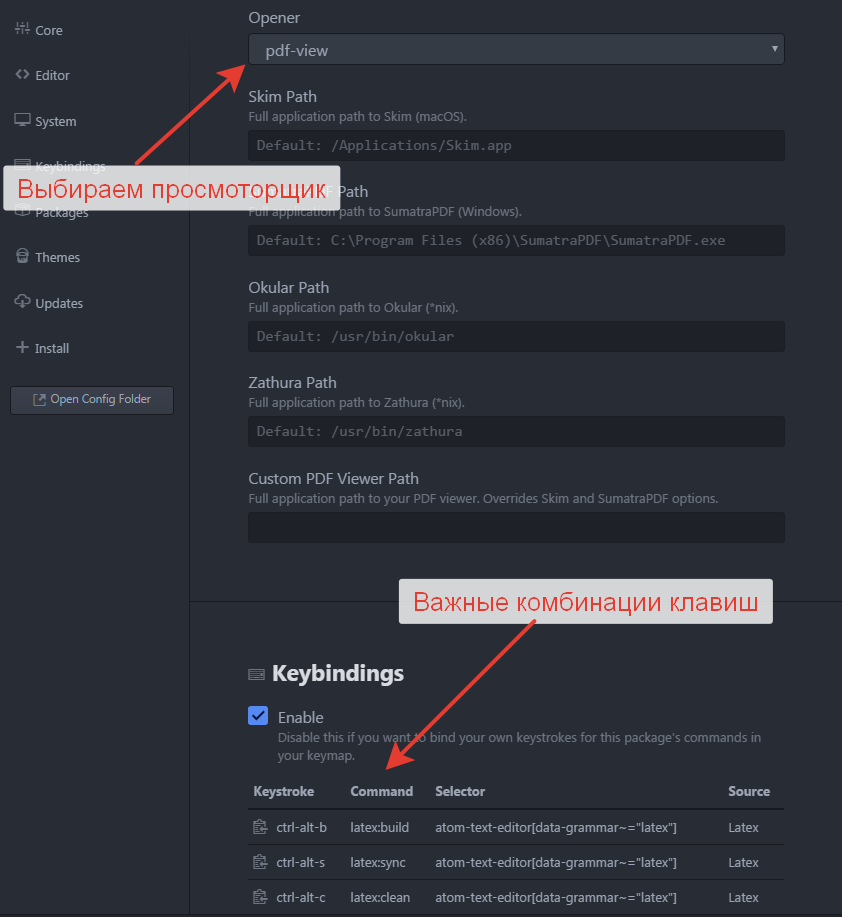 Core
Editor
System
Keybindings
Packages
Themes
Updates
Install
Open Config Folder
Выбираем просмоторщик
Opener
pdf-view
Skim Path
Full application path to Skim (macOS).
Default: /Applications/Skim.app
Path
Full application path to SumatraPDF (Windows).
Default: C:\Program Files (x86)\SumatraPDF\SumatraPDF.exe
Okular Path
Full application path to Okular (*nix).
Default: /usr/bin/okular
Zathura Path
Full application path to Zathura (*nix).
Default: /usr/bin/zathura
Custom PDF Viewer Path
Full application path to your PDF viewer. Overrides Skim and SumatraPDF options.
Важные комбинации клавиш
Keybindings
Enable
Disable this if you want to bind your own keystrokes for this package's commands in
your keymap.
Keystroke Command Selector Source
ctrl-alt-b latex:build atom-text-editor[data-grammar~="latex"] Latex
ctrl-alt-s latex:sync atom-text-editor[data-grammar~="latex"] Latex
ctrl-alt-c latex:clean atom-text-editor[data-grammar~="latex"] Latex